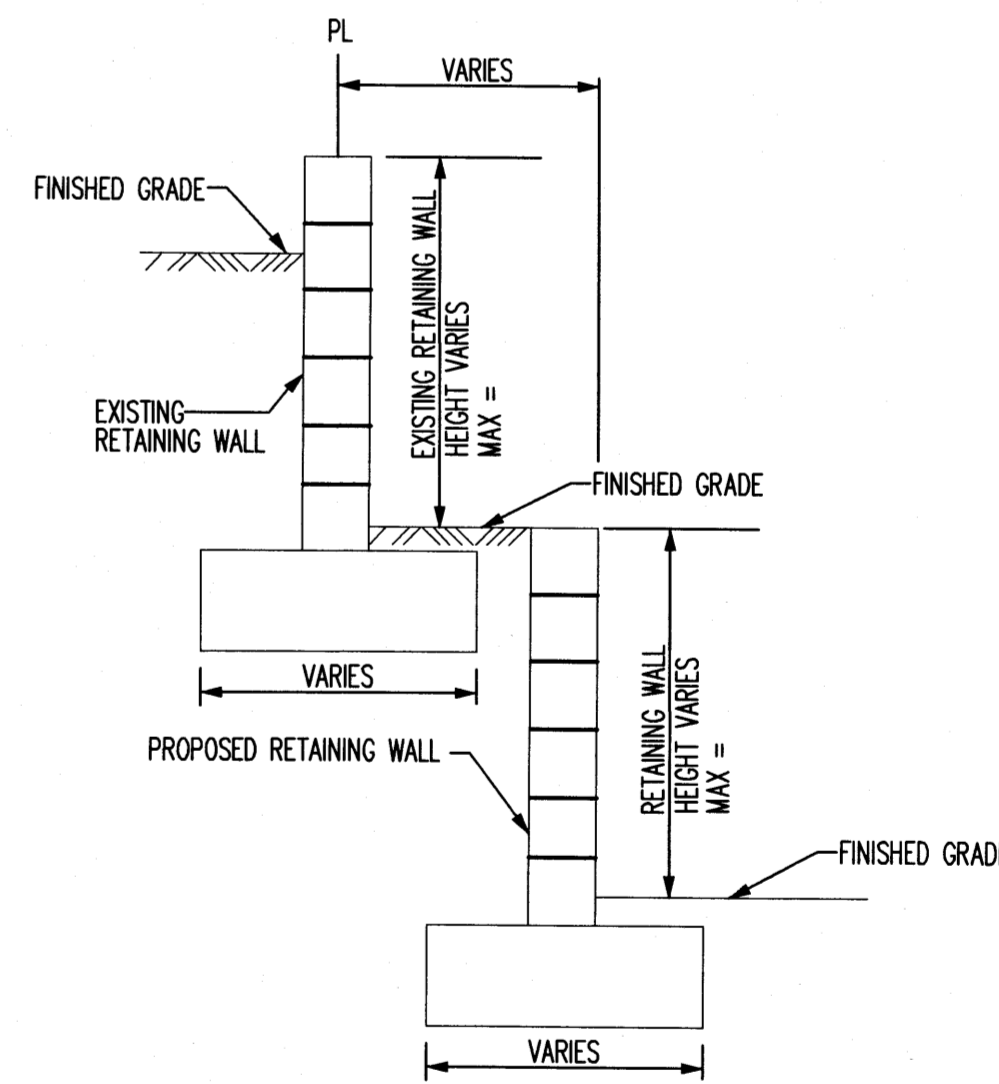 PL
VARIES
FINISHED GRADE
EXISTING RETAINING WALL
HEIGHT VARIES
MAX =
EXISTING
RETAINING WALL
FINISHED GRADE
VARIES
PROPOSED RETAINING WALL
RETAINING WALL
HEIGHT VARIES
MAX =
FINISHED GRAD
VARIES